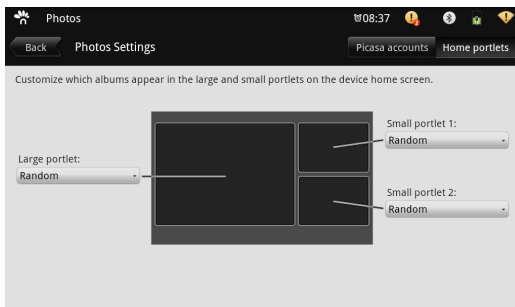 Photos
08:37
Back
Photos Settings
Picasa accounts
Home portlets
Customize which albums appear in the large and small portlets on the device home screen.
Small portlet 1:
Random
Large portlet:
Random
Small portlet 2:
Random